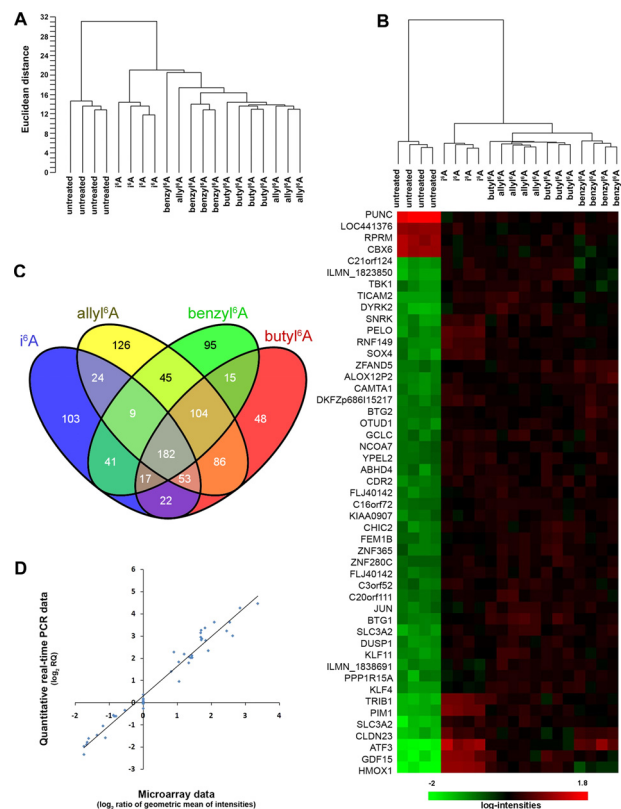 A
Euclidean distance
32
28
24
20
16
12
8
4
0
untreated
untreated
untreated
untreated
i⁶A
i⁶A
i⁶A
i⁶A
benzyl⁶A
allyl⁶A
benzyl⁶A
benzyl⁶A
benzyl⁶A
butyl⁶A
butyl⁶A
butyl⁶A
butyl⁶A
allyl⁶A
allyl⁶A
allyl⁶A
B
untreated
untreated
untreated
untreated
i⁶A
i⁶A
i⁶A
i⁶A
butyl⁶A
allyl⁶A
allyl⁶A
allyl⁶A
allyl⁶A
butyl⁶A
butyl⁶A
butyl⁶A
benzyl⁶A
benzyl⁶A
benzyl⁶A
benzyl⁶A
PUNC
LOC441376
RPRM
CBX6
C21orf124
ILMN_1823850
TBK1
TICAM2
DYRK2
SNRK
PELO
RNF149
SOX4
ZFAND5
ALOX12P2
CAMTA1
DKFZp686I15217
BTG2
OTUD1
GCLC
NCOA7
YPEL2
ABHD4
CDR2
FLJ40142
C16orf72
KIAA0907
CHIC2
FEM1B
ZNF365
ZNF280C
FLJ40142
C3orf52
C20orf111
JUN
BTG1
SLC3A2
DUSP1
KLF11
ILMN_1838691
PPP1R15A
KLF4
TRIB1
PIM1
SLC3A2
CLDN23
ATF3
GDF15
HMOX1
-2
1.8
log-intensities
C
i⁶A
allyl⁶A
benzyl⁶A
butyl⁶A
126
95
24
45
15
103
9
104
48
182
41
86
17
53
22
D
Quantitative real-time PCR data
(log₂ RQ)
6
5
4
3
2
1
0
-1
-2
-3
-2
-1
0
1
2
3
4
Microarray data
(log₂ ratio of geometric mean of intensities)